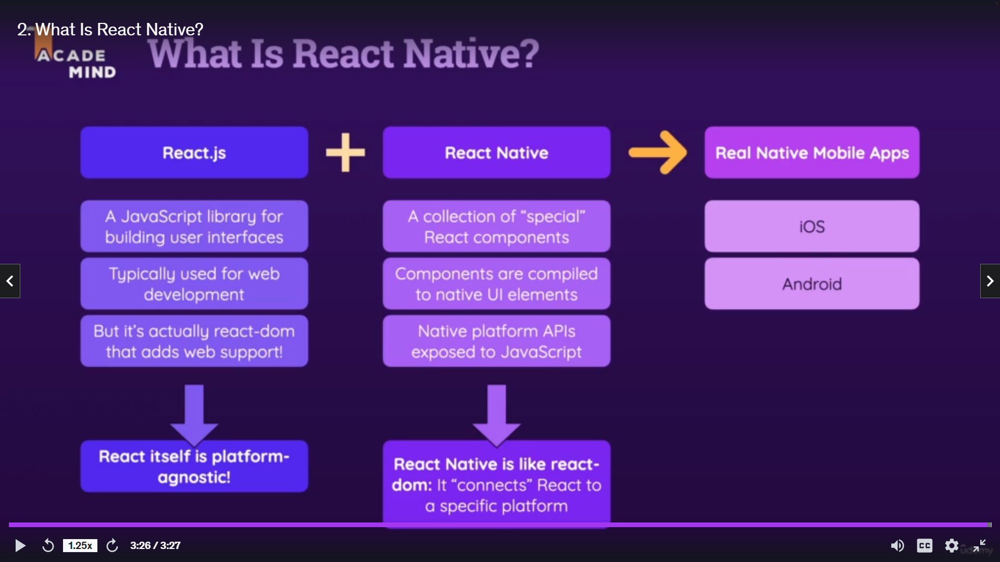 2. What Is React Native?
ACADE
MIND
What Is React Native?
React.js
React Native
Real Native Mobile Apps
A JavaScript library for
building user interfaces
Typically used for web
development
But it's actually react-dom
that adds web support!
React itself is platform-
agnostic!
A collection of “special”
React components
Components are compiled
to native UI elements
Native platform APIs
exposed to JavaScript
React Native is like react-
dom: It “connects” React to
a specific platform
iOS
Android
1.25x
3:26 / 3:27
CC
udemy